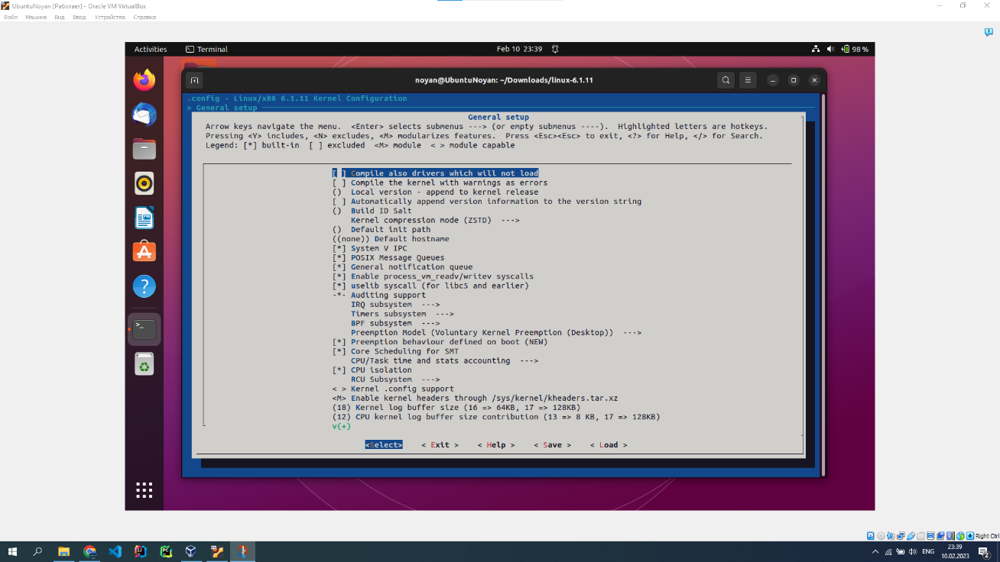 UbuntuNoyan [Работает] - Oracle VM VirtualBox
Файл Машина Вид Ввод Устройства Справка
Activities Terminal Feb 10 23:39 98 %
noyan@UbuntuNoyan: ~/Downloads/linux-6.1.11
.config - Linux/x86 6.1.11 Kernel Configuration
> General setup
General setup
Arrow keys navigate the menu. <Enter> selects submenus ---> (or empty submenus ----). Highlighted letters are hotkeys.
Pressing <Y> includes, <N> excludes, <M> modularizes features. Press <Esc><Esc> to exit, <?> for Help, </> for Search.
Legend: [*] built-in [ ] excluded <M> module < > module capable
[ ] Compile also drivers which will not load
[ ] Compile the kernel with warnings as errors
() Local version - append to kernel release
[ ] Automatically append version information to the version string
() Build ID Salt
Kernel compression mode (ZSTD) --->
() Default init path
((none)) Default hostname
[*] System V IPC
[*] POSIX Message Queues
[*] General notification queue
[*] Enable process_vm_readv/writev syscalls
[*] uselib syscall (for libc5 and earlier)
-*- Auditing support
IRQ subsystem --->
Timers subsystem --->
BPF subsystem --->
Preemption Model (Voluntary Kernel Preemption (Desktop)) --->
[*] Preemption behaviour defined on boot (NEW)
[*] Core Scheduling for SMT
CPU/Task time and stats accounting --->
[*] CPU isolation
RCU Subsystem --->
< > Kernel .config support
<M> Enable kernel headers through /sys/kernel/kheaders.tar.xz
(18) Kernel log buffer size (16 => 64KB, 17 => 128KB)
(12) CPU kernel log buffer size contribution (13 => 8 KB, 17 => 128KB)
v(+)
<Select> < Exit > < Help > < Save > < Load >
Right Ctrl
ENG 23:39
10.02.2023
2